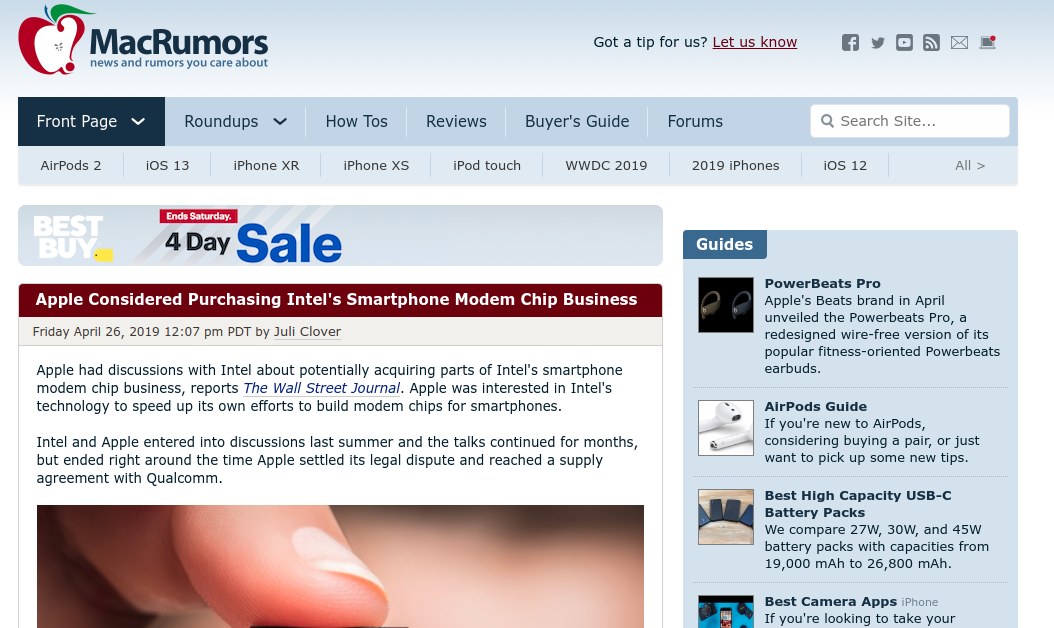 MacRumors
news and rumors you care about
Got a tip for us? Let us know
Front Page
Roundups
How Tos
Reviews
Buyer's Guide
Forums
Search Site...
AirPods 2
iOS 13
iPhone XR
iPhone XS
iPod touch
WWDC 2019
2019 iPhones
iOS 12
All >
BEST
BUY
Ends Saturday.
4 Day Sale
Apple Considered Purchasing Intel's Smartphone Modem Chip Business
Friday April 26, 2019 12:07 pm PDT by Juli Clover
Apple had discussions with Intel about potentially acquiring parts of Intel's smartphone
modem chip business, reports The Wall Street Journal. Apple was interested in Intel's
technology to speed up its own efforts to build modem chips for smartphones.
Intel and Apple entered into discussions last summer and the talks continued for months,
but ended right around the time Apple settled its legal dispute and reached a supply
agreement with Qualcomm.
Guides
PowerBeats Pro
Apple's Beats brand in April
unveiled the Powerbeats Pro, a
redesigned wire-free version of its
popular fitness-oriented Powerbeats
earbuds.
AirPods Guide
If you're new to AirPods,
considering buying a pair, or just
want to pick up some new tips.
Best High Capacity USB-C
Battery Packs
We compare 27W, 30W, and 45W
battery packs with capacities from
19,000 mAh to 26,800 mAh.
Best Camera Apps iPhone
If you're looking to take your